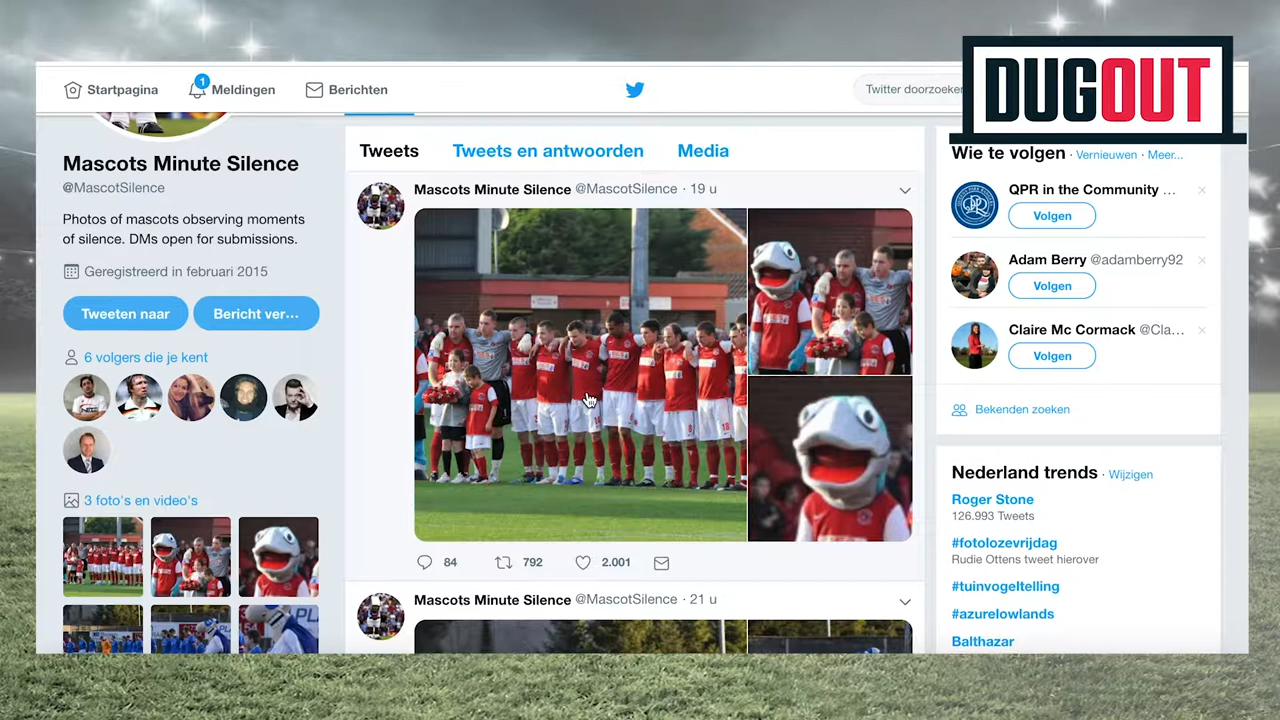 DUGOUT
Startpagina
1
Meldingen
Berichten
Twitter doorzoeken
Mascots Minute Silence
@MascotSilence
Photos of mascots observing moments
of silence. DMs open for submissions.
Geregistreerd in februari 2015
Tweeten naar
Bericht ver...
6 volgers die je kent
3 foto's en video's
Tweets
Tweets en antwoorden
Media
Mascots Minute Silence @MascotSilence · 19 u
84
792
2.001
Mascots Minute Silence @MascotSilence · 21 u
Wie te volgen · Vernieuwen · Meer...
QPR in the Community ...
Volgen
Adam Berry @adamberry92
Volgen
Claire Mc Cormack @Cla...
Volgen
Bekenden zoeken
Nederland trends · Wijzigen
Roger Stone
126.993 Tweets
#fotolozevrijdag
Rudie Ottens tweet hierover
#tuinvogeltelling
#azurelowlands
Balthazar